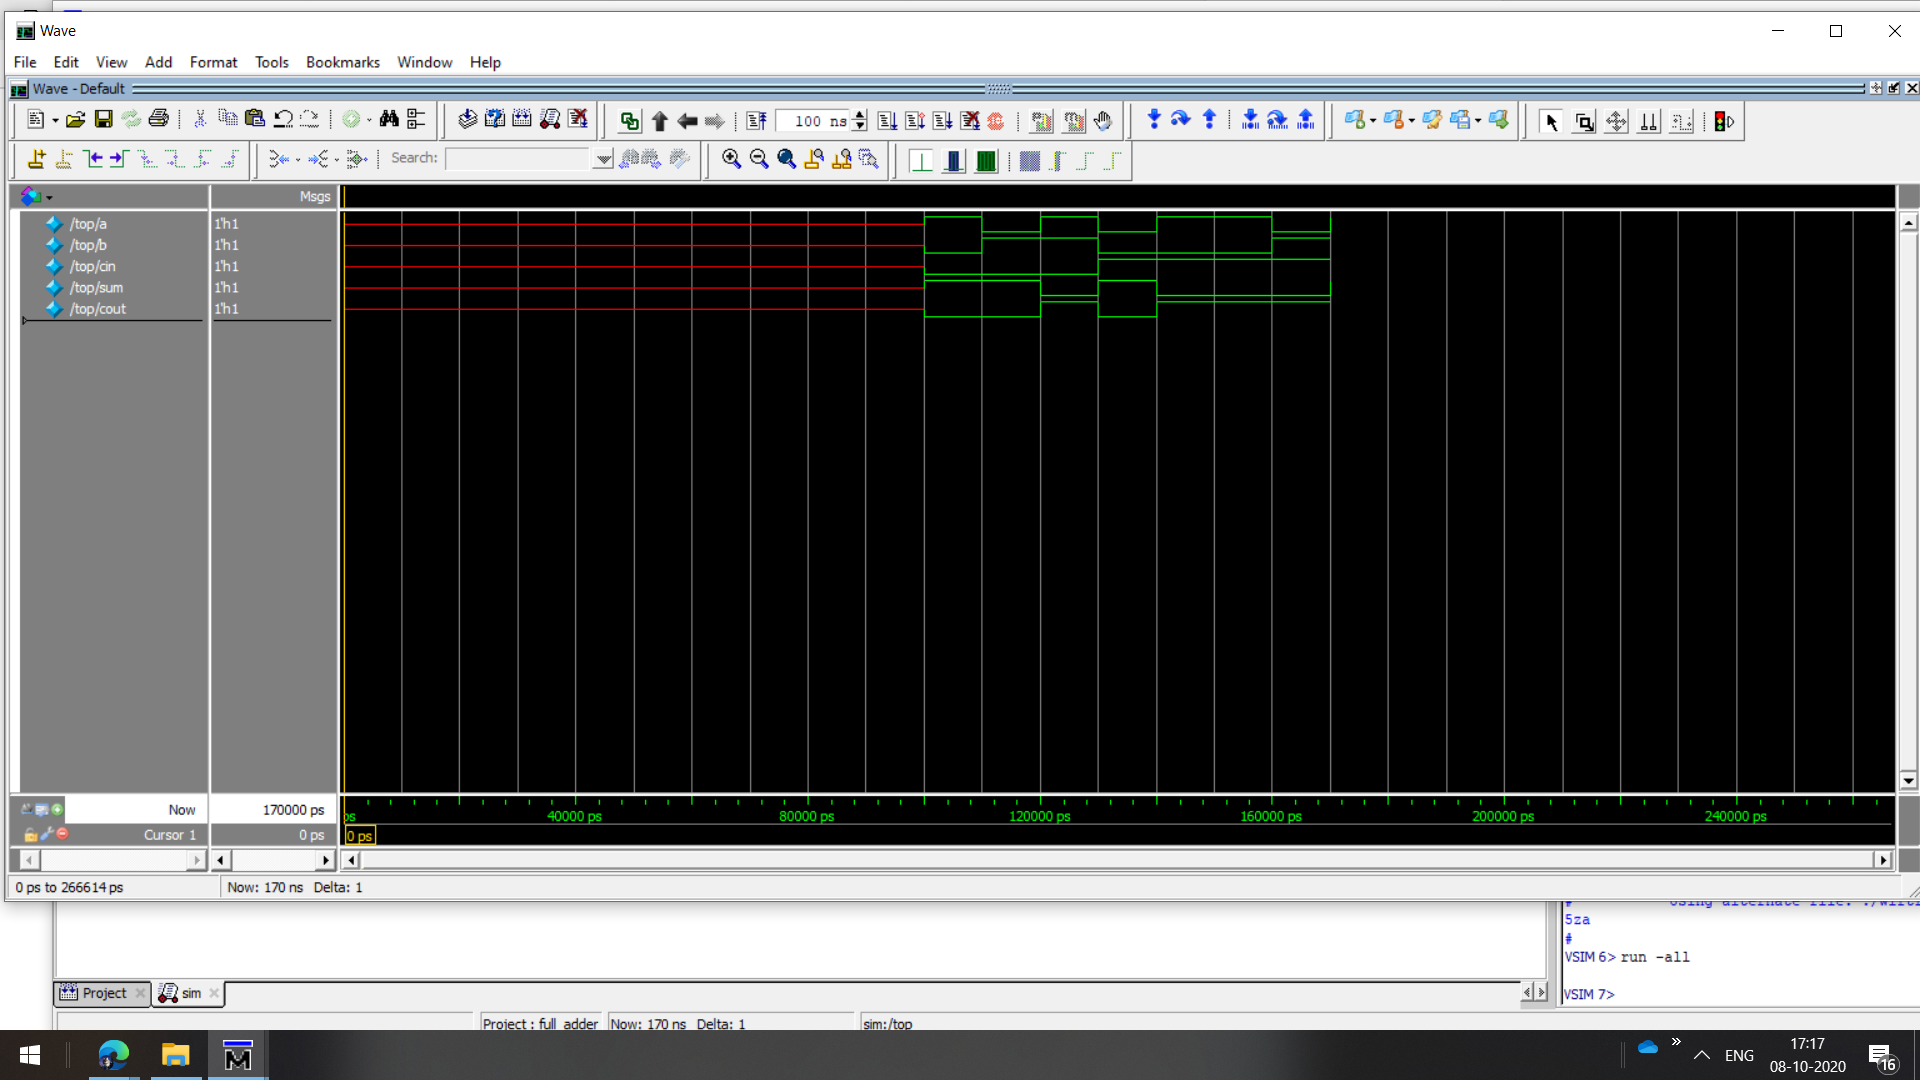 Wave
File Edit View Add Format Tools Bookmarks Window Help
Wave - Default
100 ns
Search:
Msgs
/top/a 1'h1
/top/b 1'h1
/top/cin 1'h1
/top/sum 1'h1
/top/cout 1'h1
Now 170000 ps
ps 40000 ps 80000 ps 120000 ps 160000 ps 200000 ps 240000 ps
Cursor 1 0 ps
0 ps
0 ps to 266614 ps Now: 170 ns Delta: 1
5za
#
VSIM 6> run -all
VSIM 7>
Project sim
Project : full_adder Now: 170 ns Delta: 1 sim:/top
ENG
17:17
08-10-2020
16